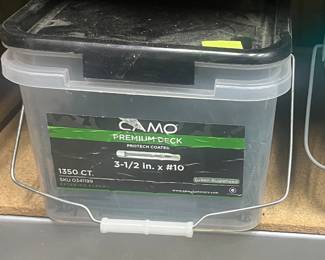 CAMO
PREMIUM DECK
PROTECH COATED
3-1/2 in. x #10
1350 CT.
SKU 0341199